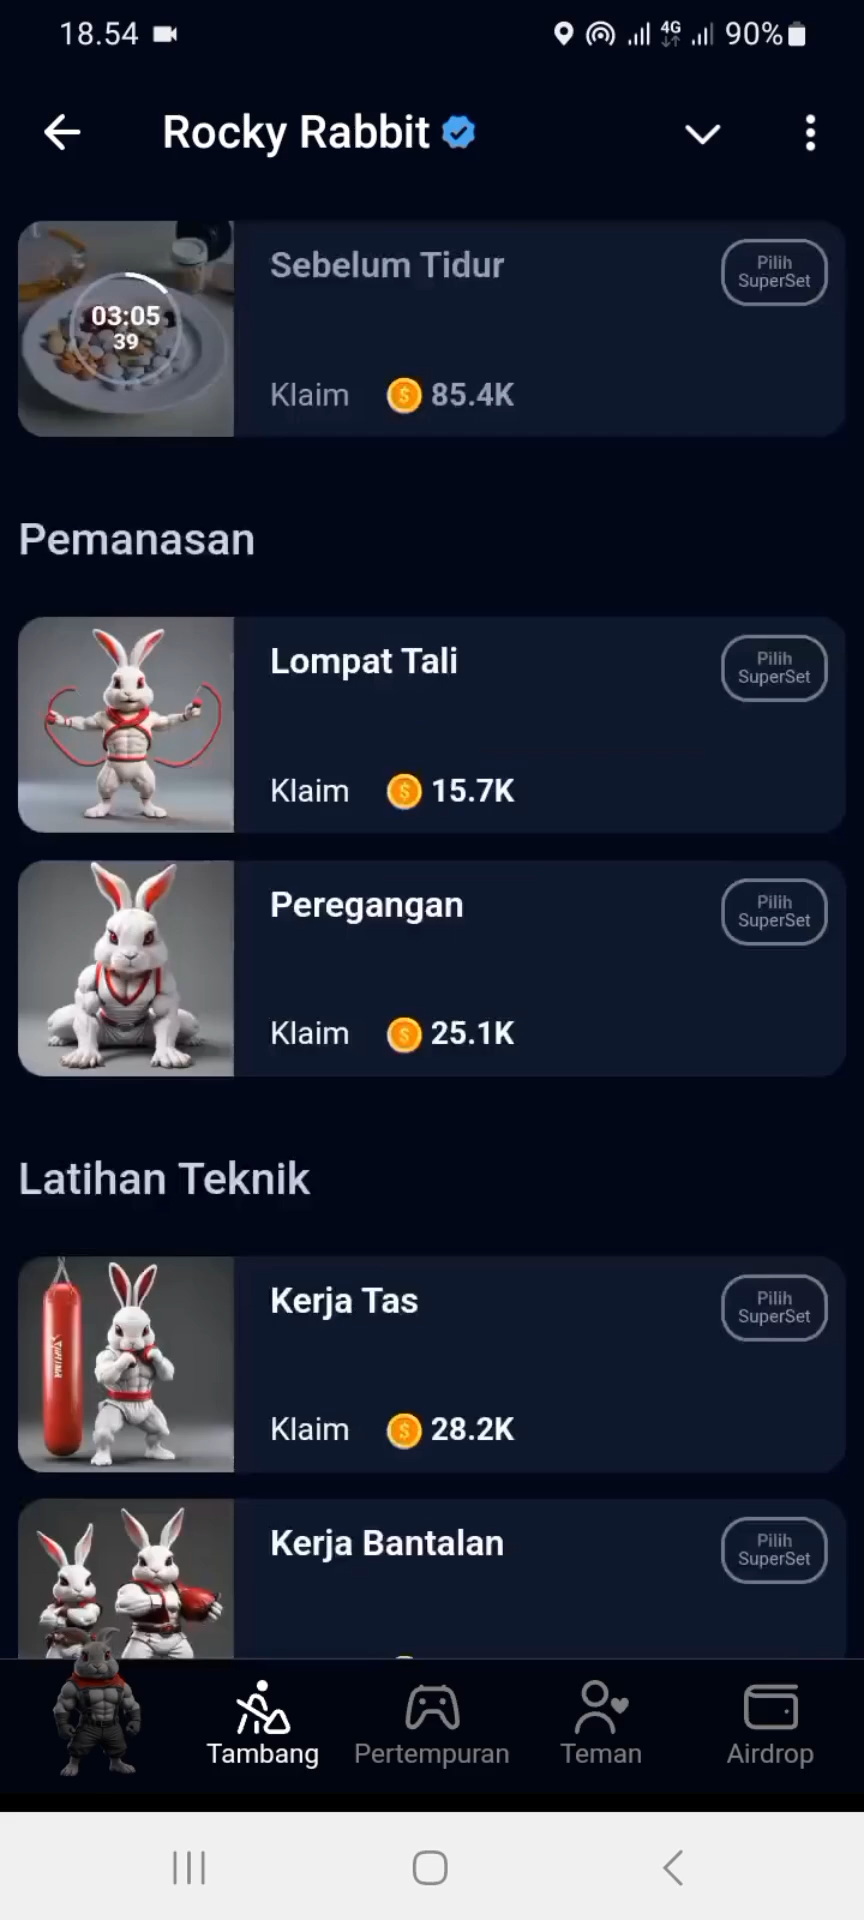 18.54
4G
90%
Rocky Rabbit
Sebelum Tidur
Pilih
SuperSet
03:05
39
Klaim 85.4K
Pemanasan
Lompat Tali
Pilih
SuperSet
Klaim 15.7K
Peregangan
Pilih
SuperSet
Klaim 25.1K
Latihan Teknik
Kerja Tas
Pilih
SuperSet
Klaim 28.2K
Kerja Bantalan
Pilih
SuperSet
Tambang
Pertempuran
Teman
Airdrop